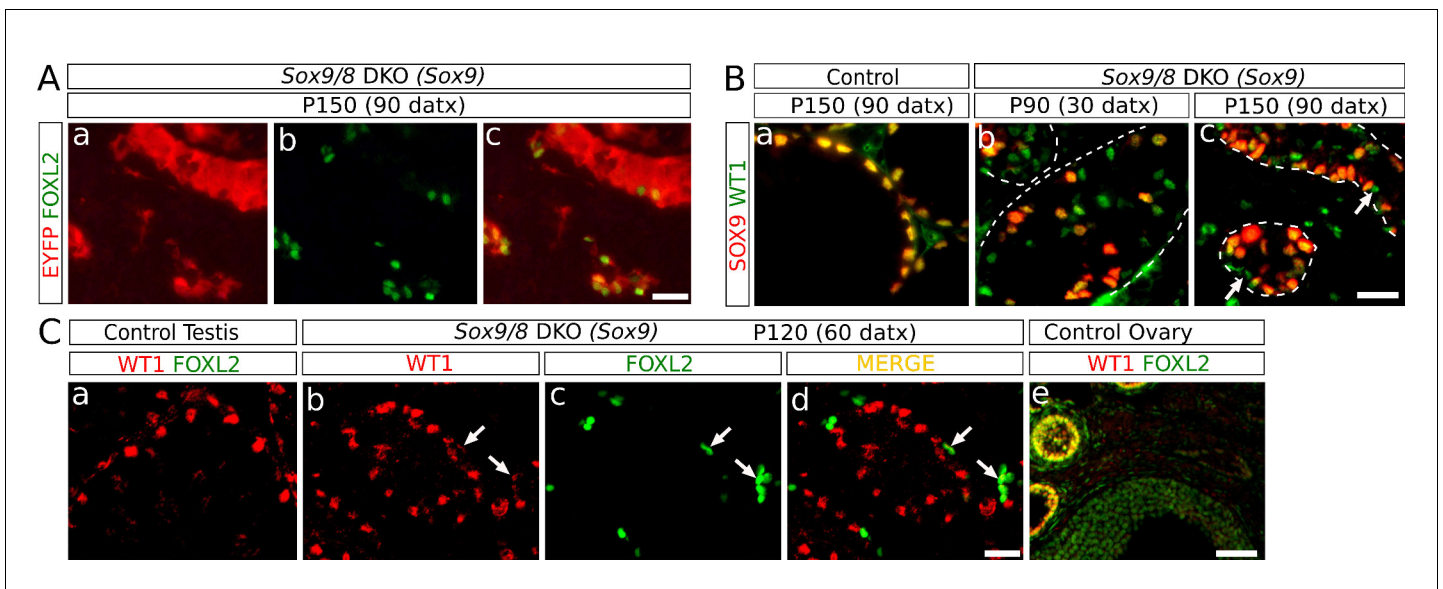 A
Sox9/8 DKO (Sox9)
P150 (90 datx)
EYFP FOXL2
a
b
c
B
Control
Sox9/8 DKO (Sox9)
P150 (90 datx)
P90 (30 datx)
P150 (90 datx)
SOX9 WT1
a
b
c
C
Control Testis
Sox9/8 DKO (Sox9) P120 (60 datx)
Control Ovary
WT1 FOXL2
WT1
FOXL2
MERGE
WT1 FOXL2
a
b
c
d
e